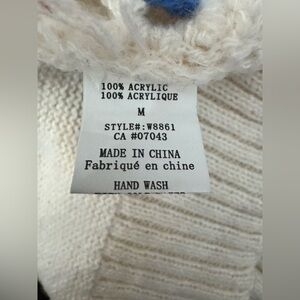 100% ACRYLIC
100% ACRYLIQUE
M
STYLE#:W8861
CA #07043
MADE IN CHINA
Fabriqué en chine
HAND WASH